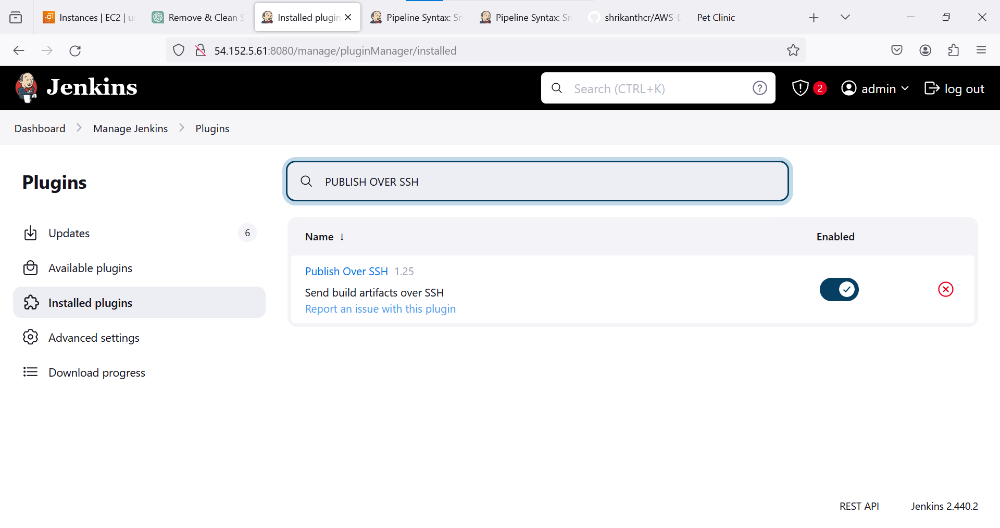 Instances | EC2 | us
Remove & Clean S
Installed plugin
Pipeline Syntax: Sn
Pipeline Syntax: Sn
shrikanthcr/AWS-D
Pet Clinic
54.152.5.61:8080/manage/pluginManager/installed
Jenkins
Search (CTRL+K)
2
admin
log out
Dashboard
Manage Jenkins
Plugins
Plugins
PUBLISH OVER SSH
Updates
6
Available plugins
Installed plugins
Advanced settings
Download progress
Name ↓
Enabled
Publish Over SSH 1.25
Send build artifacts over SSH
Report an issue with this plugin
REST API
Jenkins 2.440.2